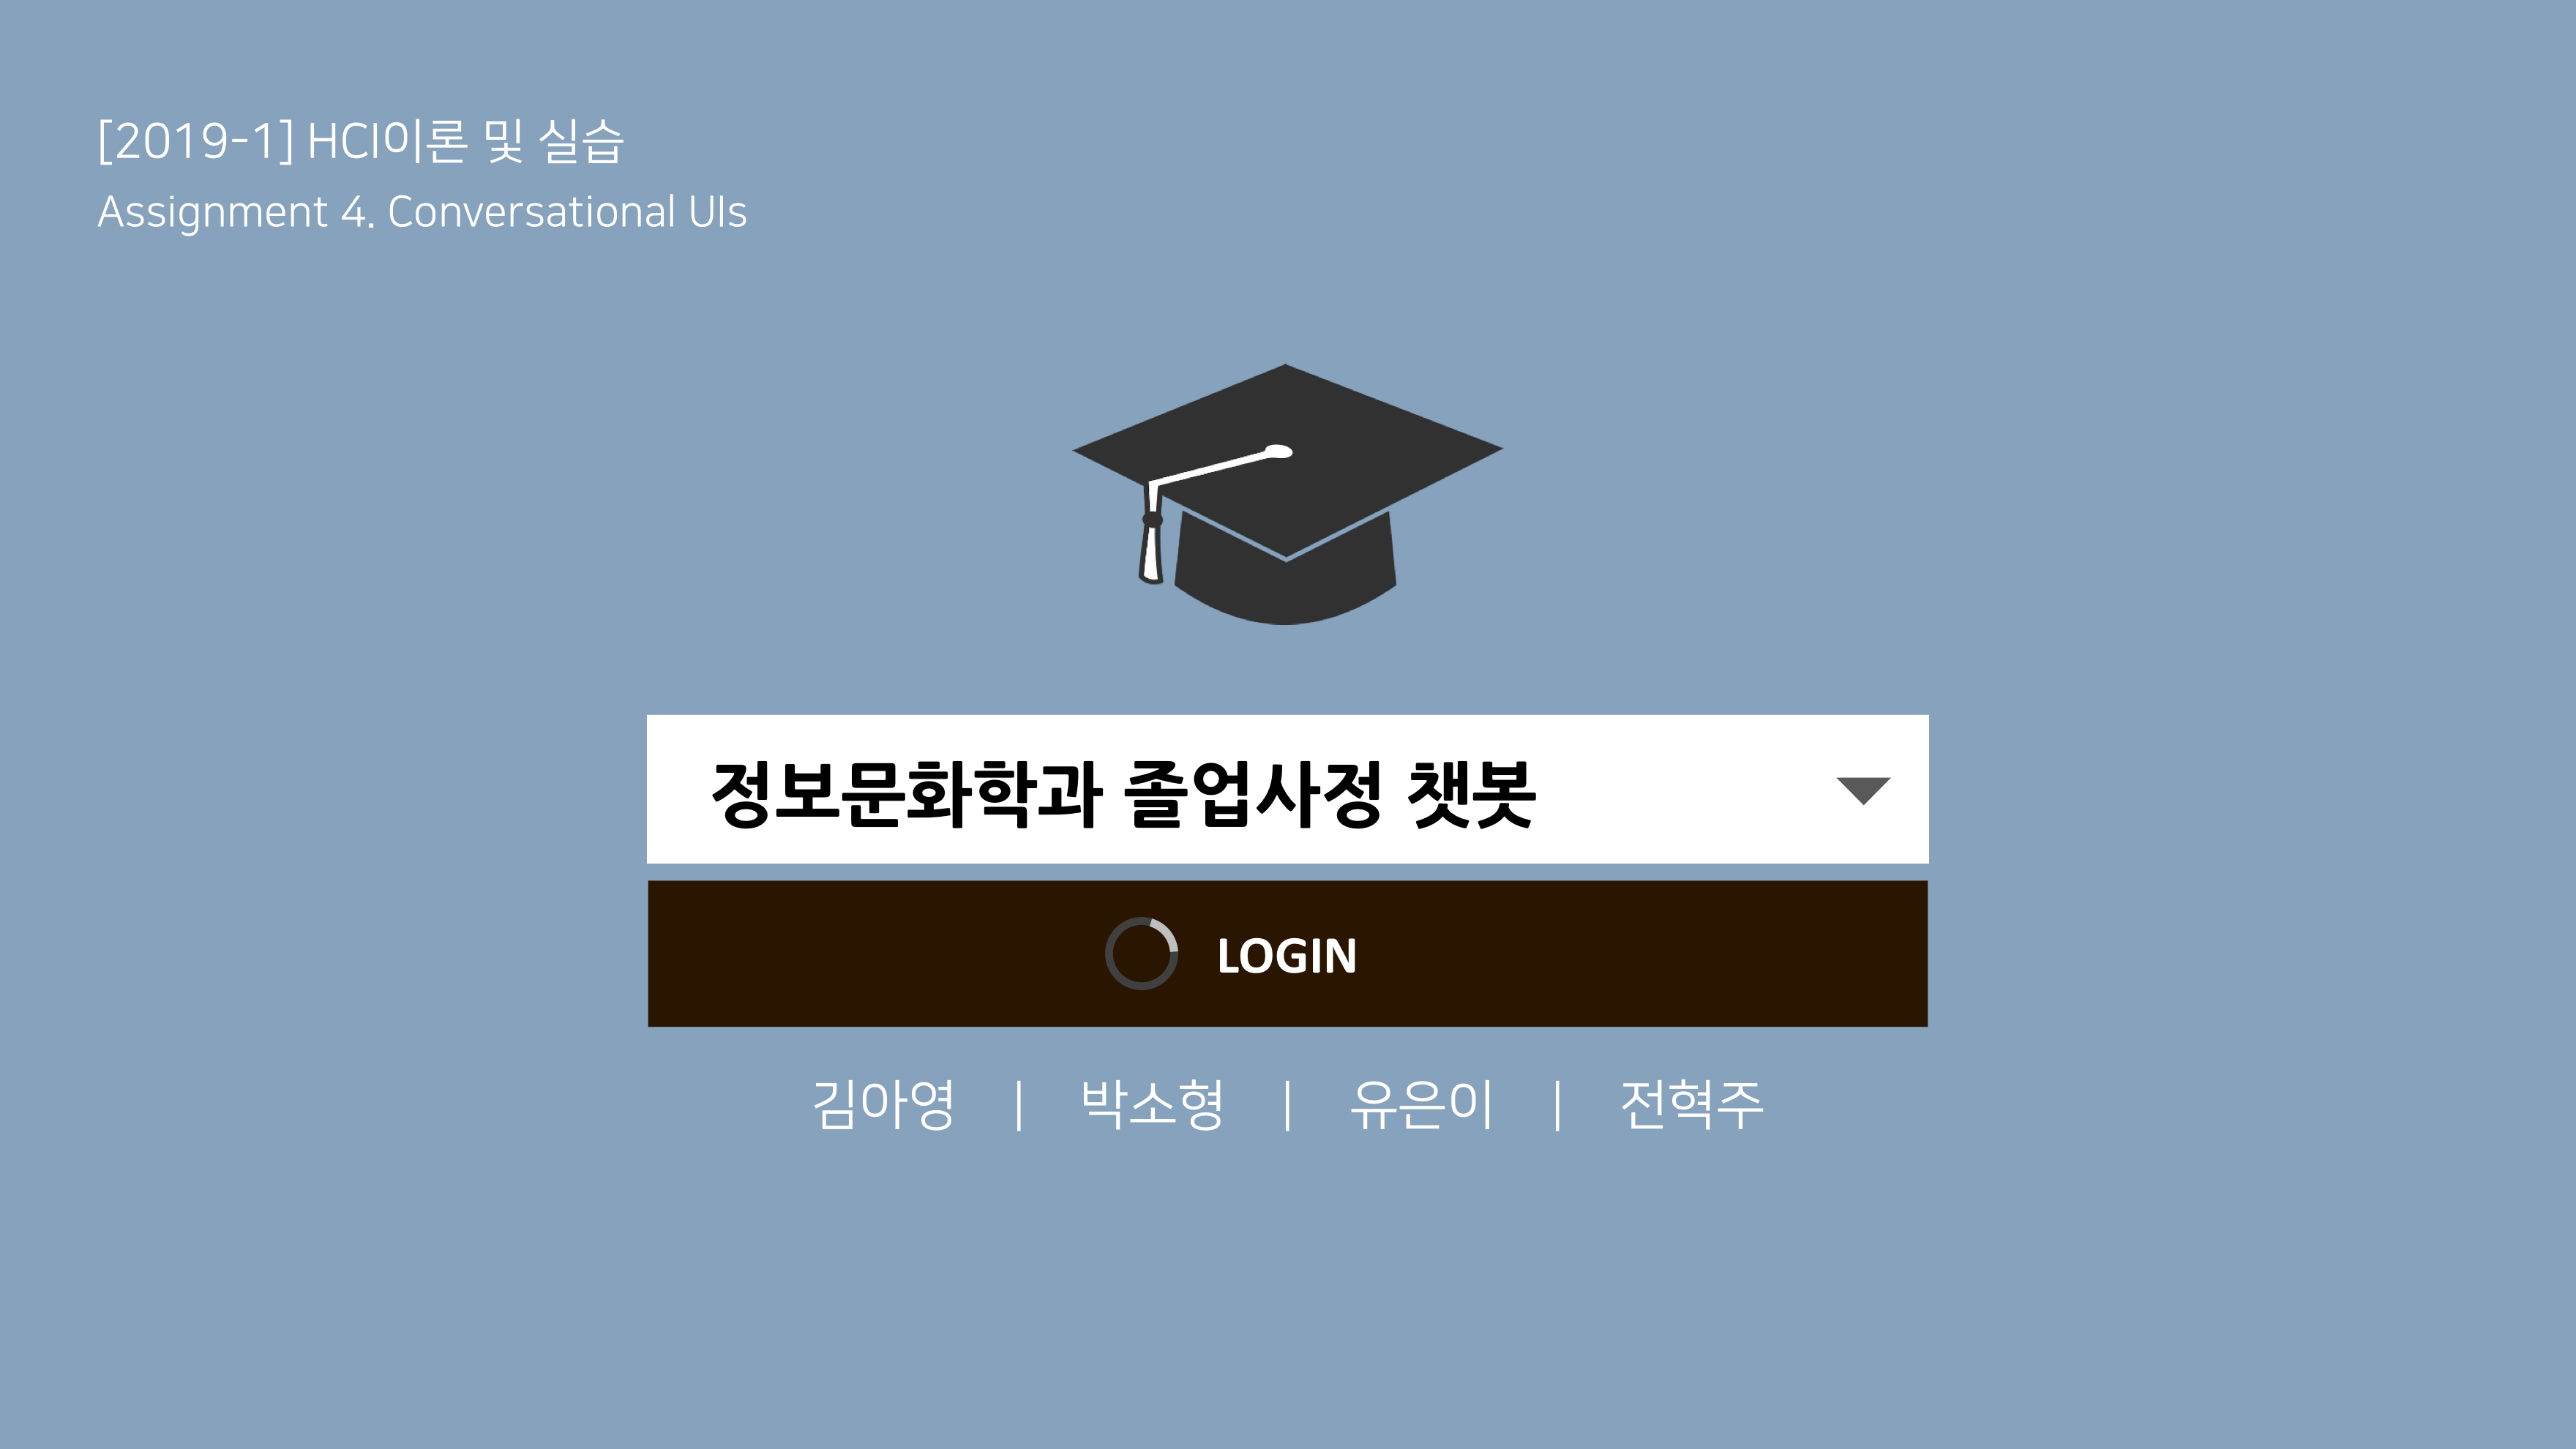 [2019-1] HCI이론 및 실습
Assignment 4. Conversational UIs
정보문화학과 졸업사정 챗봇
LOGIN
김아영 | 박소형 | 유은이 | 전혁주